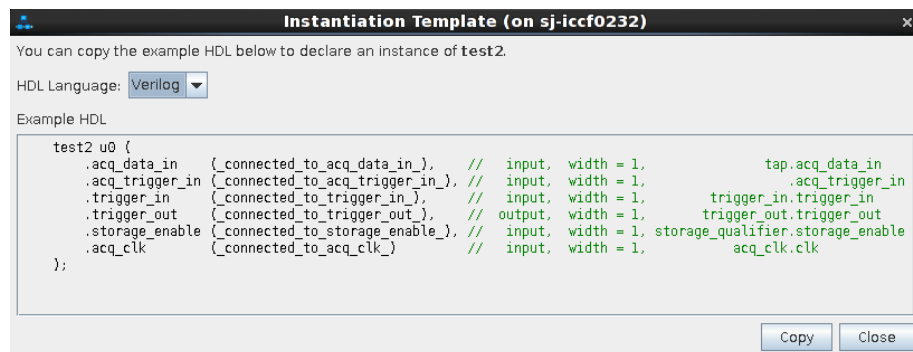 Instantiation Template (on sj-iccf0232)
You can copy the example HDL below to declare an instance of test2.
HDL Language: Verilog
Example HDL
test2 u0 (
.acq_data_in (_connected_to_acq_data_in_), // input, width = 1, tap.acq_data_in
.acq_trigger_in (_connected_to_acq_trigger_in_), // input, width = 1, .acq_trigger_in
.trigger_in (_connected_to_trigger_in_), // input, width = 1, trigger_in.trigger_in
.trigger_out (_connected_to_trigger_out_), // output, width = 1, trigger_out.trigger_out
.storage_enable (_connected_to_storage_enable_), // input, width = 1, storage_qualifier.storage_enable
.acq_clk (_connected_to_acq_clk_) // input, width = 1, acq_clk.clk
);
Copy Close